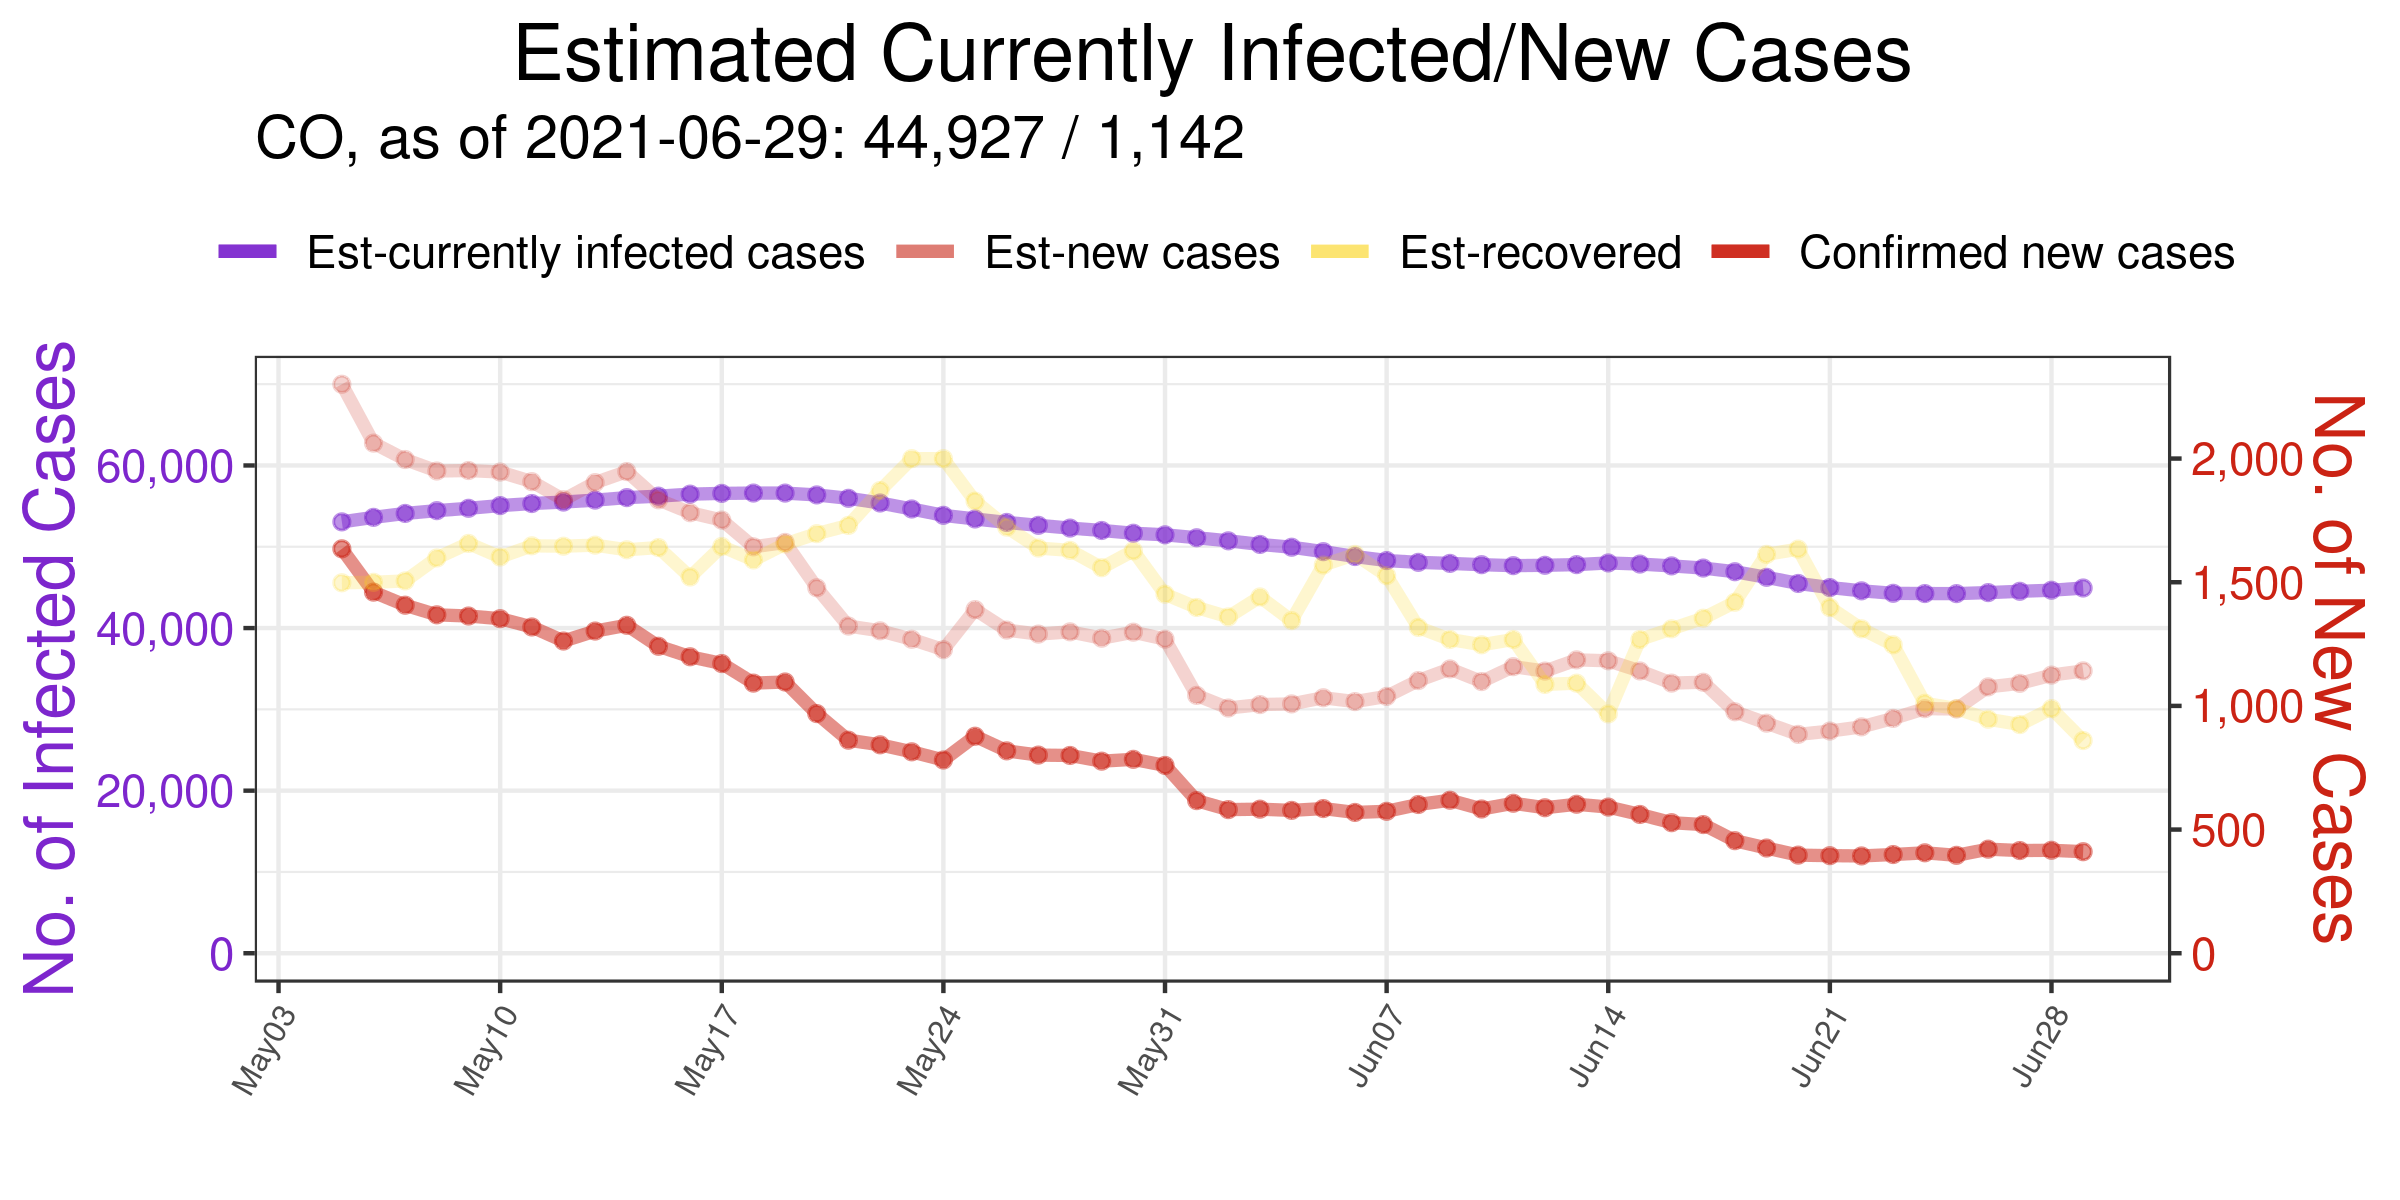 Estimated Currently Infected/New Cases
CO, as of 2021-06-29: 44,927 / 1,142
Est-currently infected cases Est-new cases Est-recovered Confirmed new cases
No. of Infected Cases
60,000
40,000
20,000
0
2,000
1,500
1,000
500
0
No. of New Cases
May03 May10 May17 May24 May31 Jun07 Jun14 Jun21 Jun28